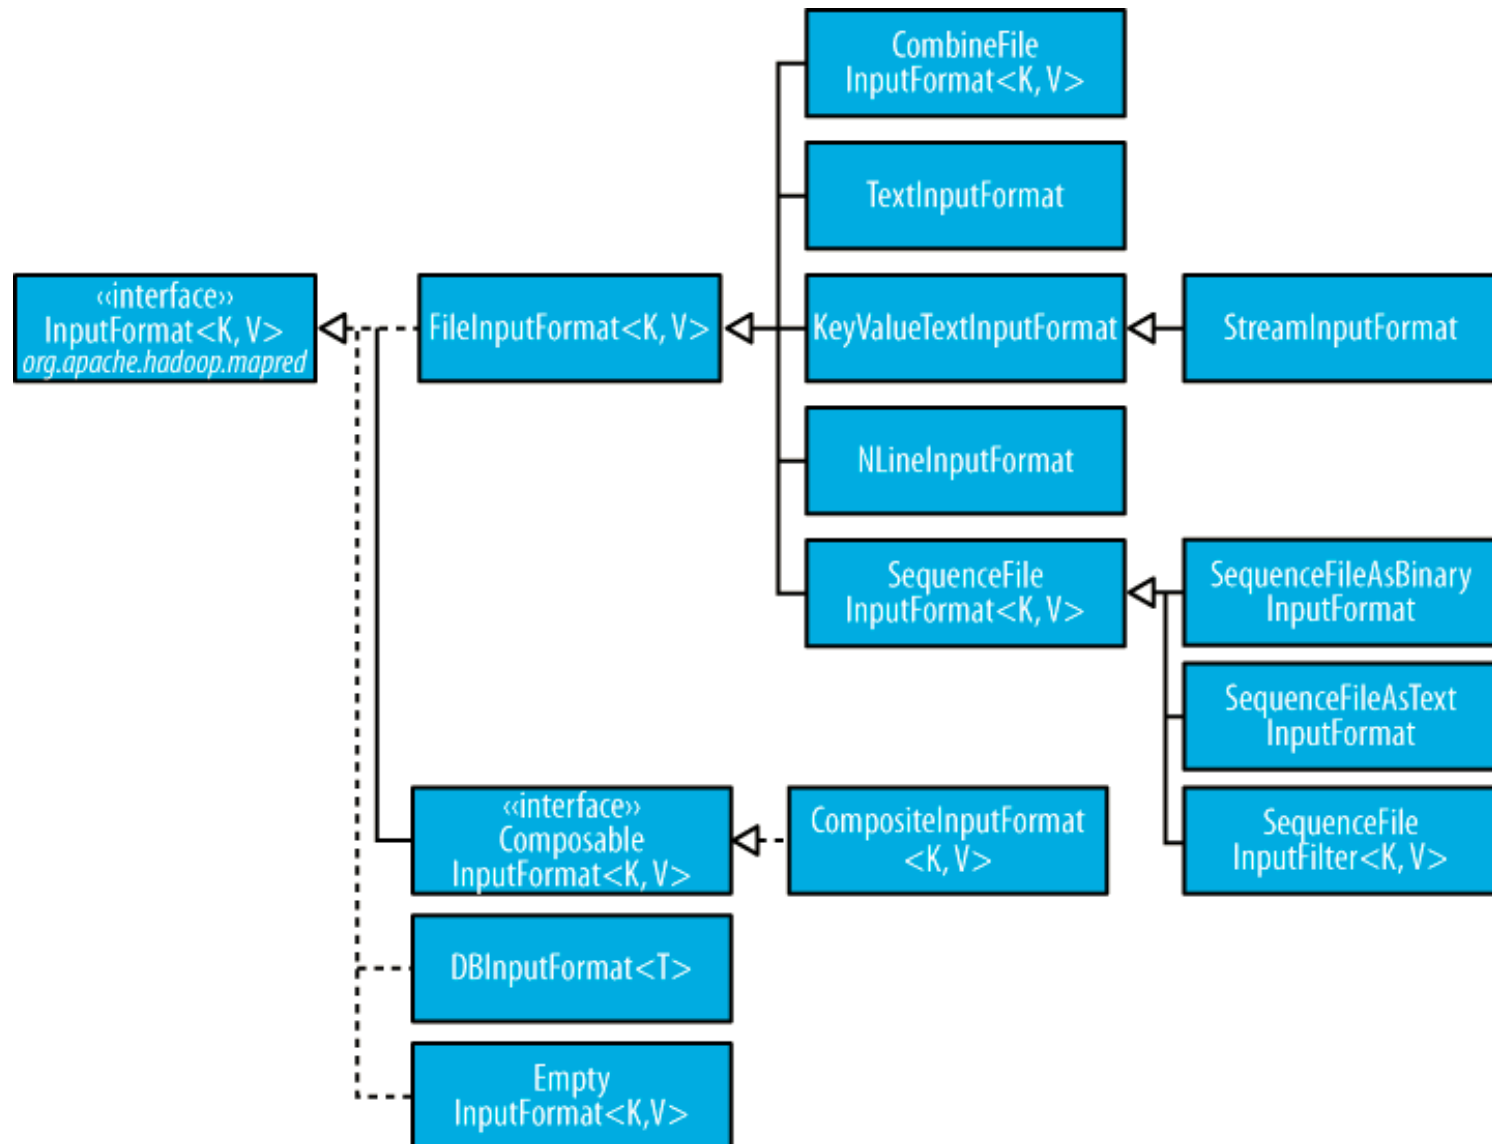 CombineFile
InputFormat<K, V>
TextInputFormat
‹‹interface››
InputFormat<K, V>
org.apache.hadoop.mapred
FileInputFormat<K, V>
KeyValueTextInputFormat
StreamInputFormat
NLineInputFormat
SequenceFile
InputFormat<K, V>
SequenceFileAsBinary
InputFormat
SequenceFileAsText
InputFormat
‹‹interface››
Composable
InputFormat<K, V>
CompositeInputFormat
<K, V>
SequenceFile
InputFilter<K, V>
DBInputFormat<T>
Empty
InputFormat<K,V>